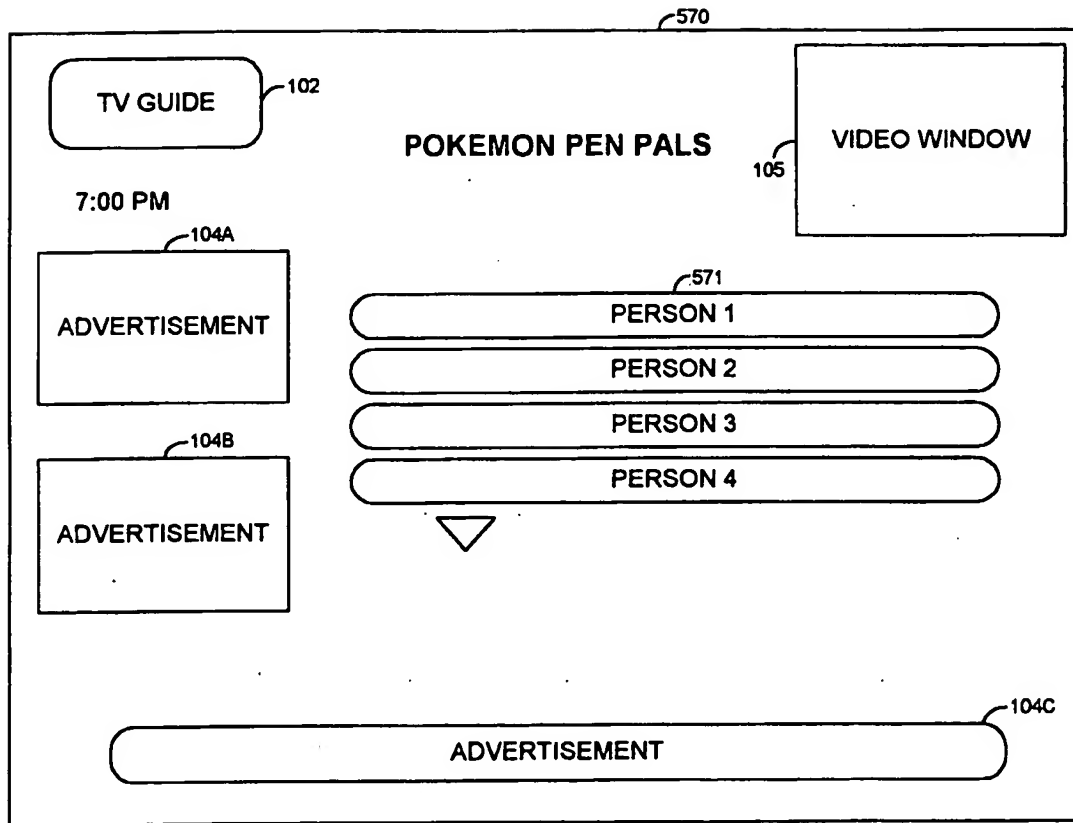 570
TV GUIDE
102
POKEMON PEN PALS
VIDEO WINDOW
105
7:00 PM
104A
ADVERTISEMENT
571
PERSON 1
PERSON 2
PERSON 3
104B
PERSON 4
ADVERTISEMENT
104C
ADVERTISEMENT